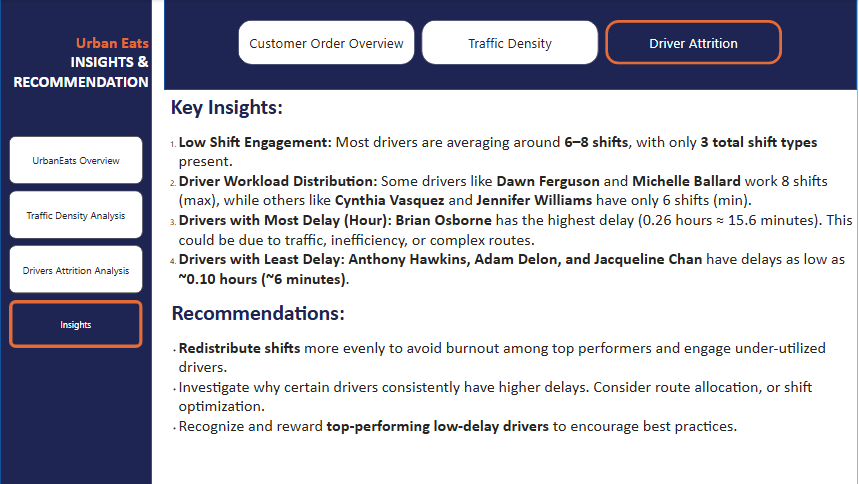 Urban Eats
INSIGHTS &
RECOMMENDATION
UrbanEats Overview
Traffic Density Analysis
Drivers Attrition Analysis
Insights
Customer Order Overview
Traffic Density
Driver Attrition
Key Insights:
1. Low Shift Engagement: Most drivers are averaging around 6–8 shifts, with only 3 total shift types
present.
2. Driver Workload Distribution: Some drivers like Dawn Ferguson and Michelle Ballard work 8 shifts
(max), while others like Cynthia Vasquez and Jennifer Williams have only 6 shifts (min).
3. Drivers with Most Delay (Hour): Brian Osborne has the highest delay (0.26 hours ≈ 15.6 minutes). This
could be due to traffic, inefficiency, or complex routes.
4. Drivers with Least Delay: Anthony Hawkins, Adam Delon, and Jacqueline Chan have delays as low as
~0.10 hours (~6 minutes).
Recommendations:
• Redistribute shifts more evenly to avoid burnout among top performers and engage under-utilized
drivers.
• Investigate why certain drivers consistently have higher delays. Consider route allocation, or shift
optimization.
• Recognize and reward top-performing low-delay drivers to encourage best practices.